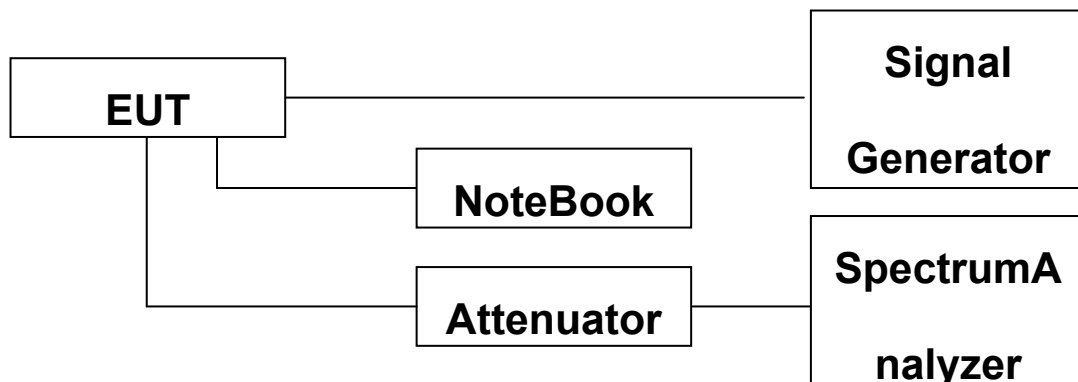 Signal
EUT
Generator
NoteBook
SpectrumA
Attenuator
nalyzer